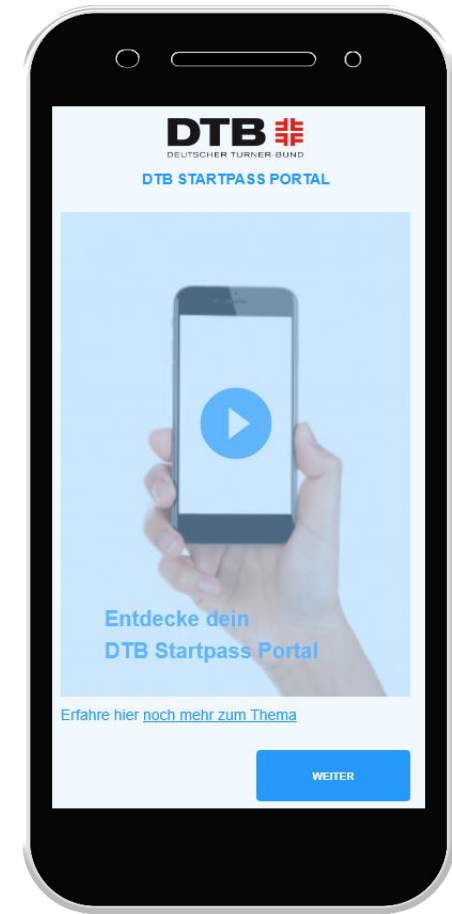 DTB
DEUTSCHER TURNER-BUND
DTB STARTPASS PORTAL
Entdecke dein
DTB Startpass Portal
Erfahre hier noch mehr zum Thema
WEITER